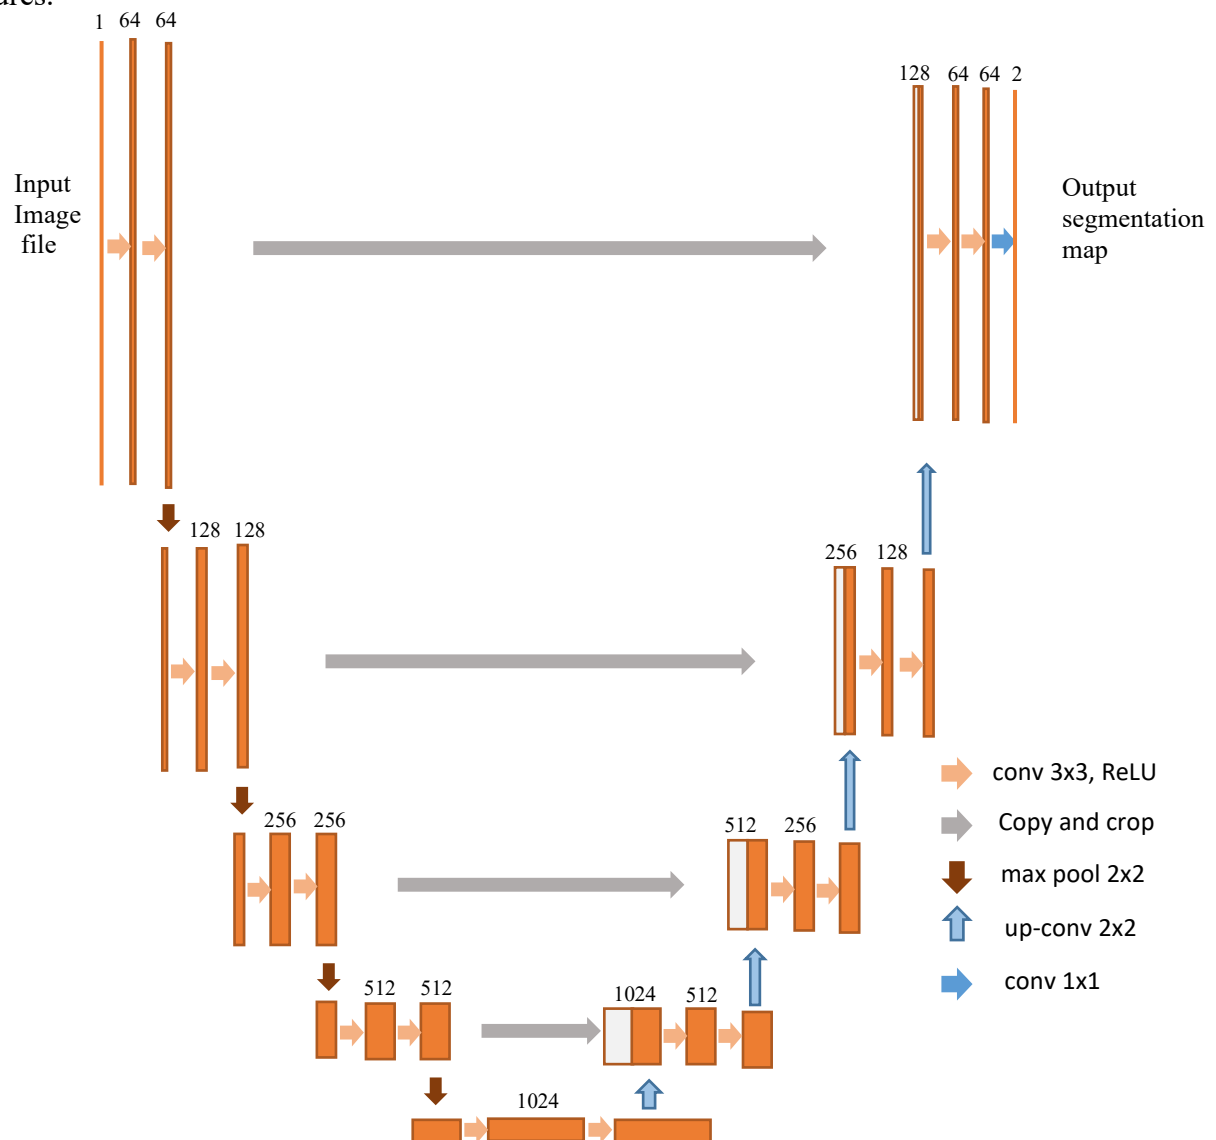 ures.
1 64 64
128 64 64 2
Input
Image
file
Output
segmentation
map
128 128
256 128
256 256
512 256
conv 3x3, ReLU
Copy and crop
max pool 2x2
up-conv 2x2
conv 1x1
512 512
1024 512
1024